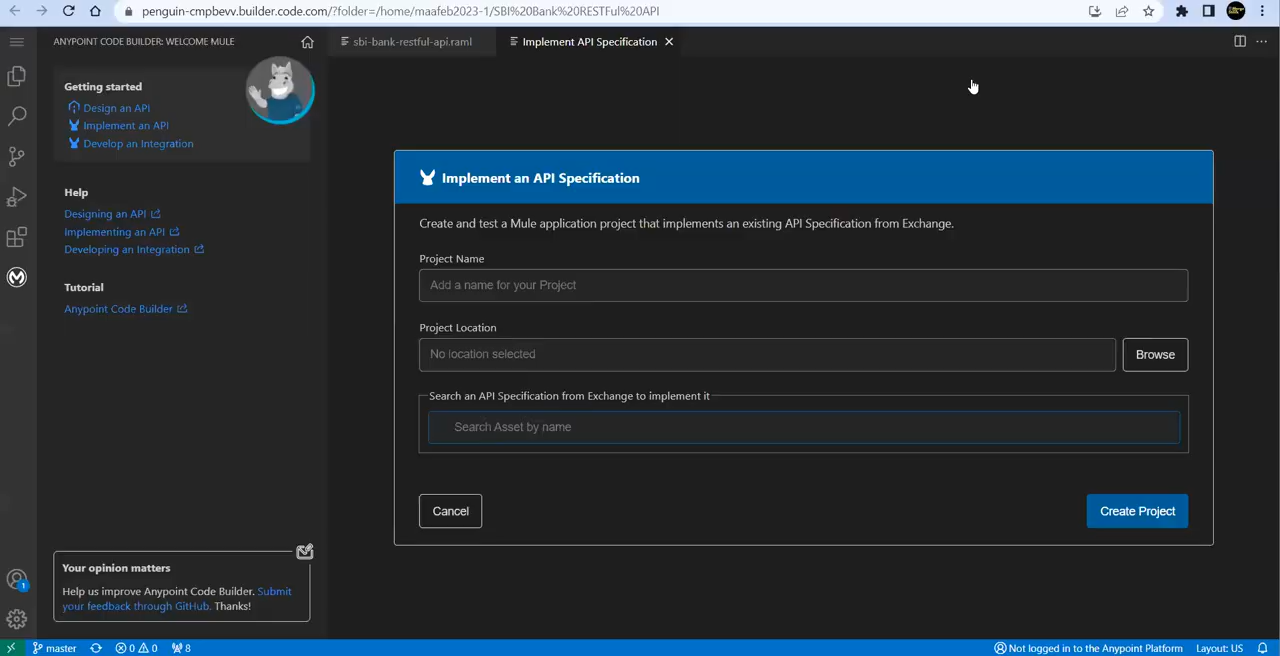 penguin-cmpbevv.builder.code.com/?folder=/home/maafeb2023-1/SBI%20Bank%20RESTFul%20API
ANYPOINT CODE BUILDER: WELCOME MULE
sbi-bank-restful-api.raml
Implement API Specification
Getting started
Design an API
Implement an API
Develop an Integration
Help
Designing an API
Implementing an API
Developing an Integration
Tutorial
Anypoint Code Builder
Your opinion matters
Help us improve Anypoint Code Builder. Submit
your feedback through GitHub. Thanks!
Implement an API Specification
Create and test a Mule application project that implements an existing API Specification from Exchange.
Project Name
Add a name for your Project
Project Location
No location selected
Browse
Search an API Specification from Exchange to implement it
Search Asset by name
Cancel
Create Project
1
master
0
0
8
Not logged in to the Anypoint Platform
Layout: US